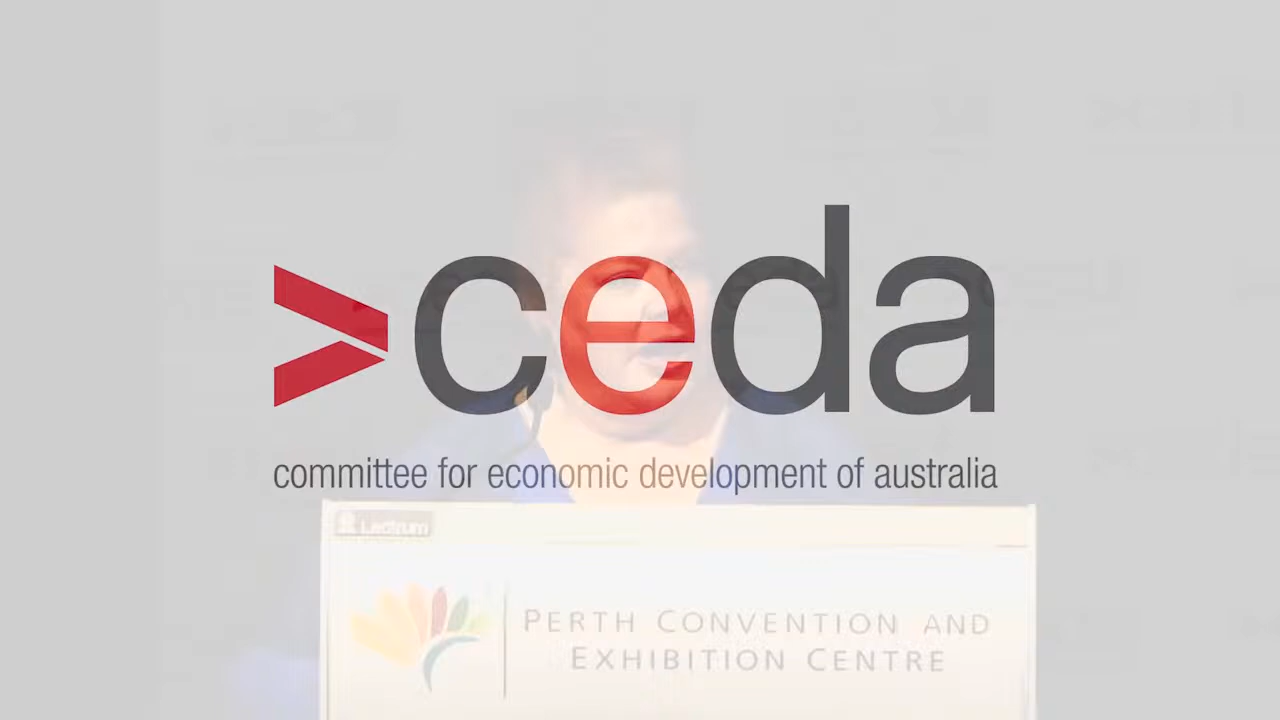 >ceda
committee for economic development of australia
Lectrum
PERTH CONVENTION AND
EXHIBITION CENTRE